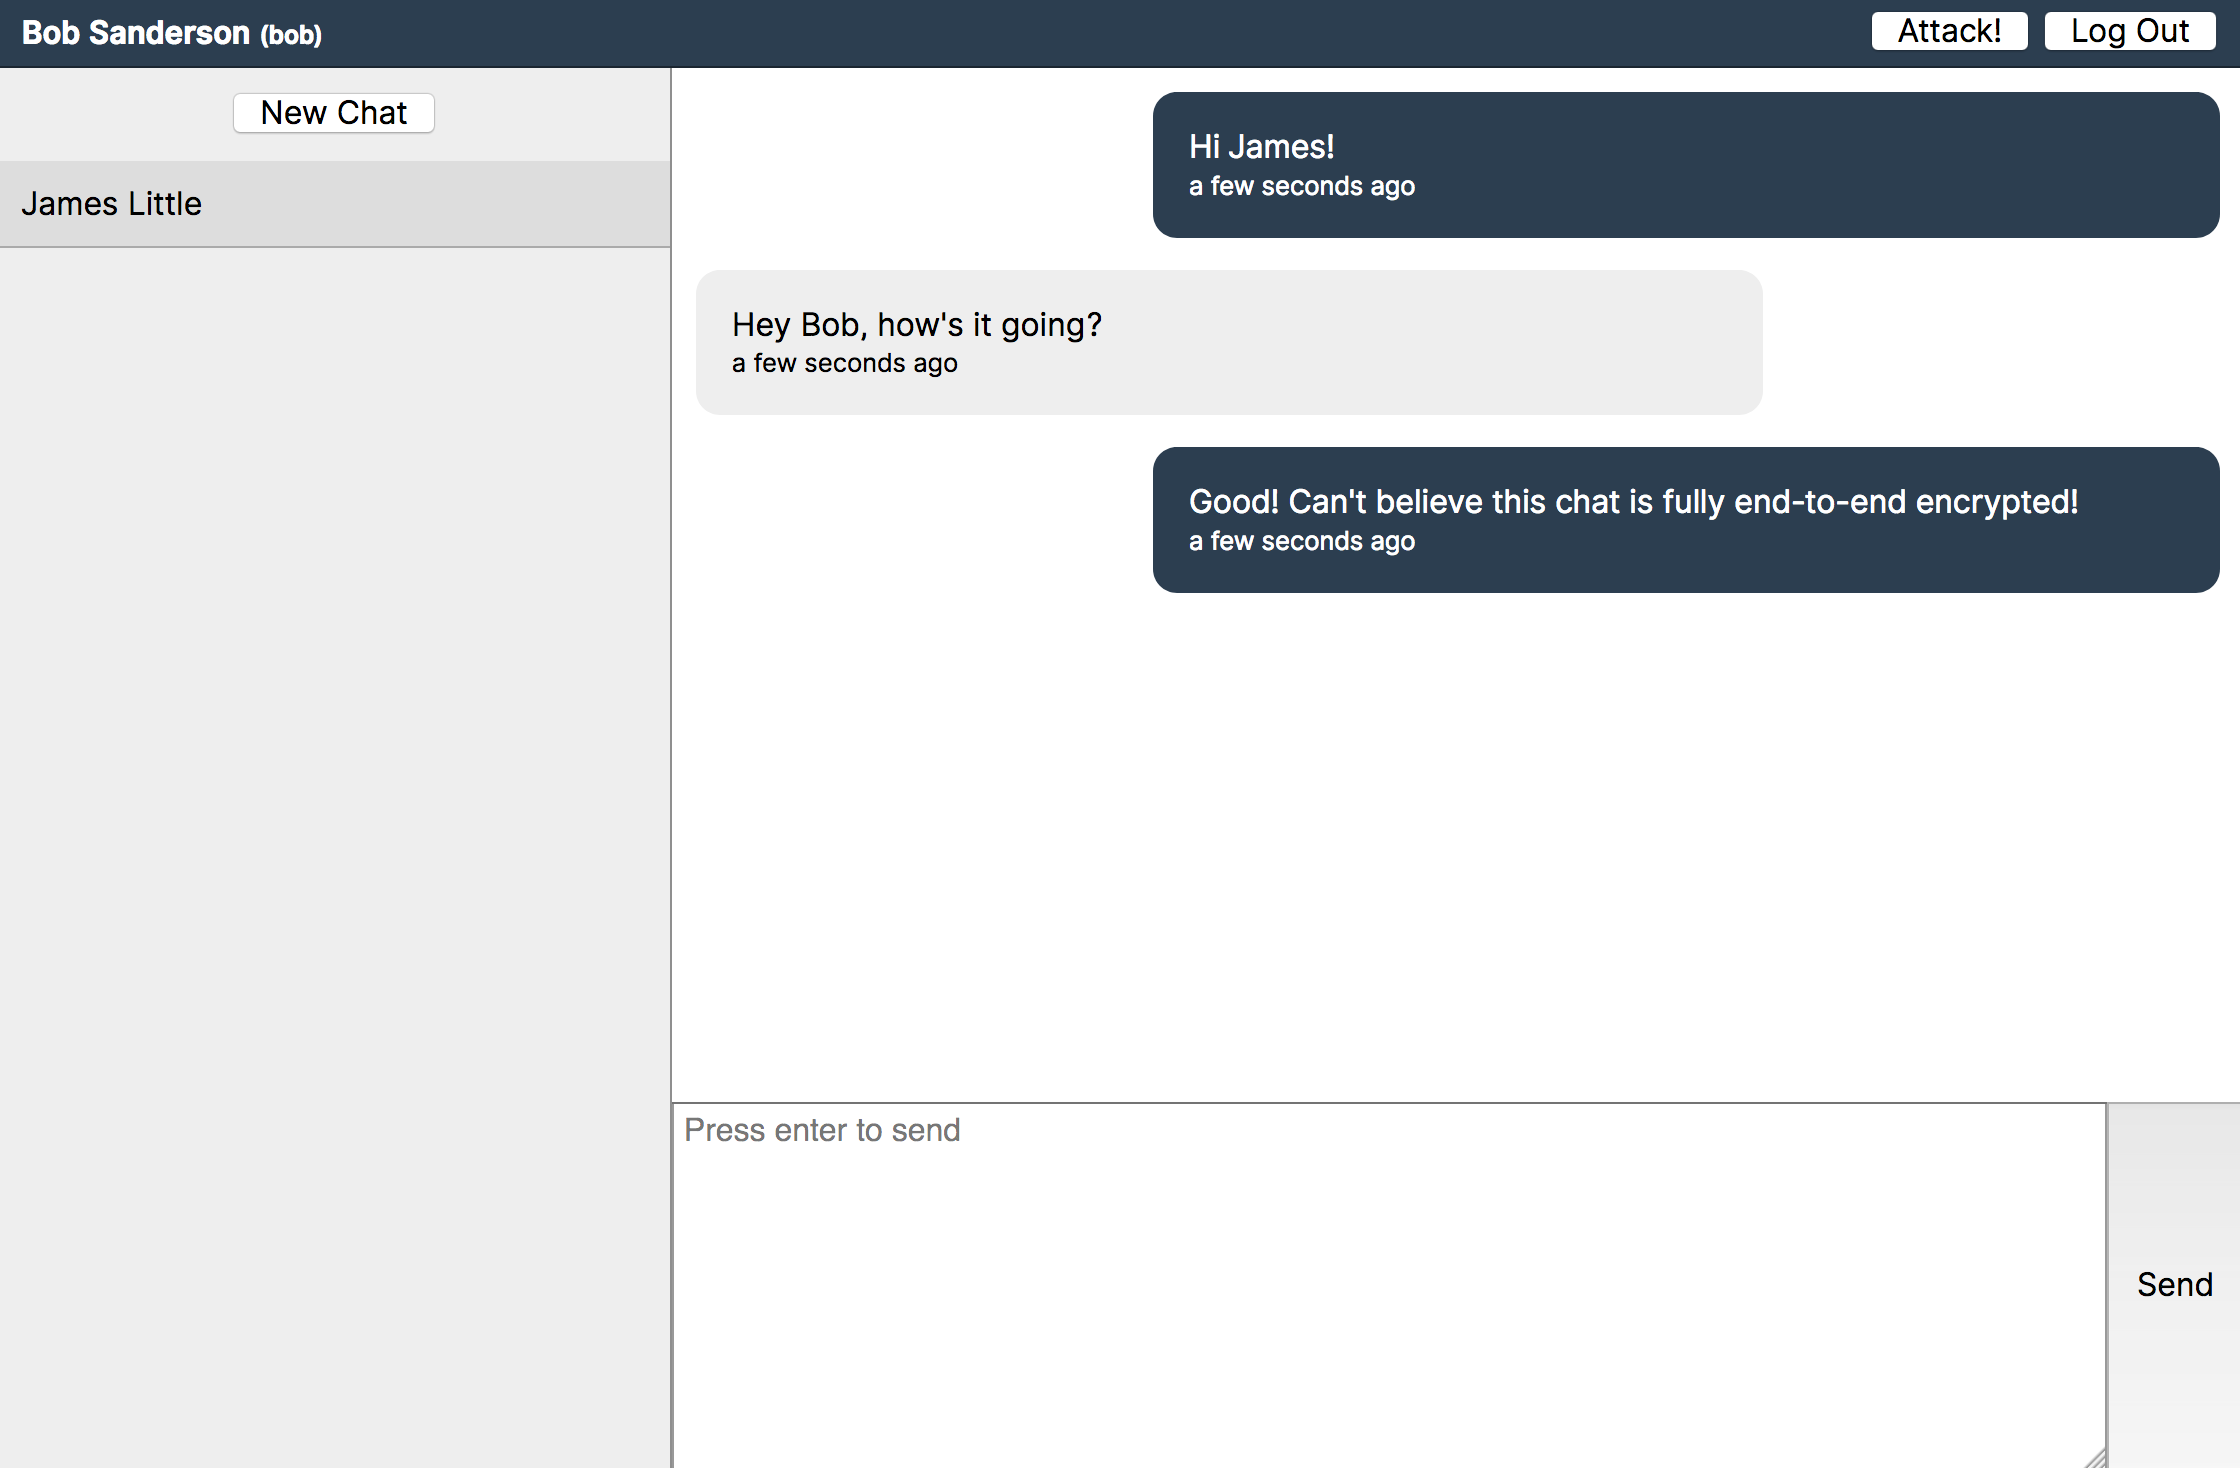 Bob Sanderson (bob)
Attack!
Log Out
New Chat
James Little
Hi James!
a few seconds ago
Hey Bob, how's it going?
a few seconds ago
Good! Can't believe this chat is fully end-to-end encrypted!
a few seconds ago
Press enter to send
Send